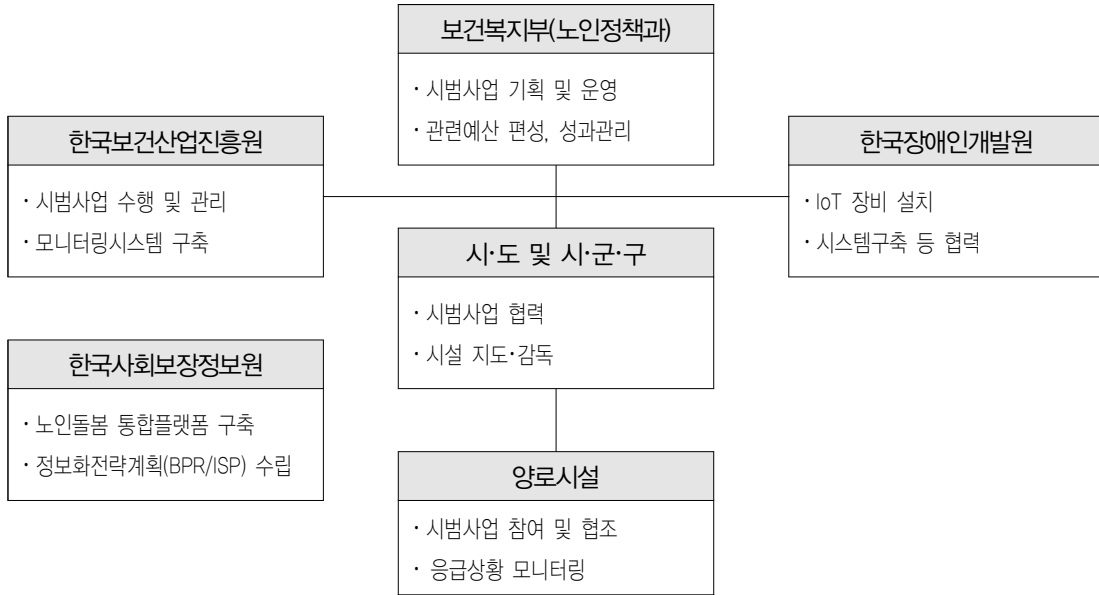 보건복지부(노인정책과)
· 시범사업 기획 및 운영
· 관련예산 편성, 성과관리
한국보건산업진흥원
· 시범사업 수행 및 관리
· 모니터링시스템 구축
한국장애인개발원
· IoT 장비 설치
· 시스템구축 등 협력
시·도 및 시·군·구
· 시범사업 협력
· 시설 지도·감독
한국사회보장정보원
· 노인돌봄 통합플랫폼 구축
· 정보화전략계획(BPR/ISP) 수립
양로시설
· 시범사업 참여 및 협조
· 응급상황 모니터링